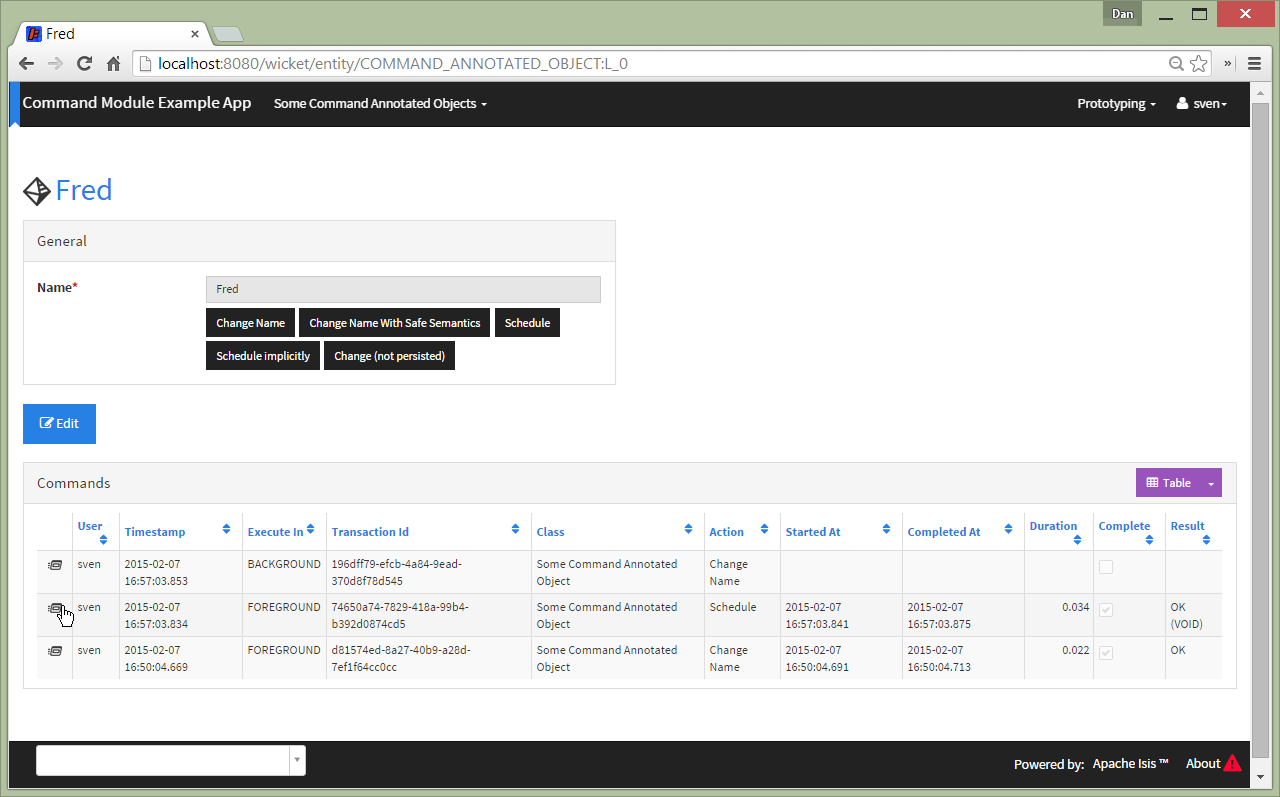 Dan
Fred
localhost:8080/wicket/entity/COMMAND_ANNOTATED_OBJECT:L_0
Command Module Example App Some Command Annotated Objects Prototyping sven
Fred
General
Name* Fred
Change Name Change Name With Safe Semantics Schedule
Schedule implicitly Change (not persisted)
Edit
Commands Table
User Timestamp Execute In Transaction Id Class Action Started At Completed At Duration Complete Result
sven 2015-02-07 BACKGROUND 196dff79-efcb-4a84-9ead- Some Command Annotated Change
16:57:03.853 370d8f78d545 Object Name
sven 2015-02-07 FOREGROUND 74650a74-7829-418a-99b4- Some Command Annotated Schedule 2015-02-07 2015-02-07 0.034 OK
16:57:03.834 b392d0874cd5 Object 16:57:03.841 16:57:03.875 (VOID)
sven 2015-02-07 FOREGROUND d81574ed-8a27-40b9-a28d- Some Command Annotated Change 2015-02-07 2015-02-07 0.022 OK
16:50:04.669 7ef1f64cc0cc Object Name 16:50:04.691 16:50:04.713
Powered by: Apache Isis ™ About